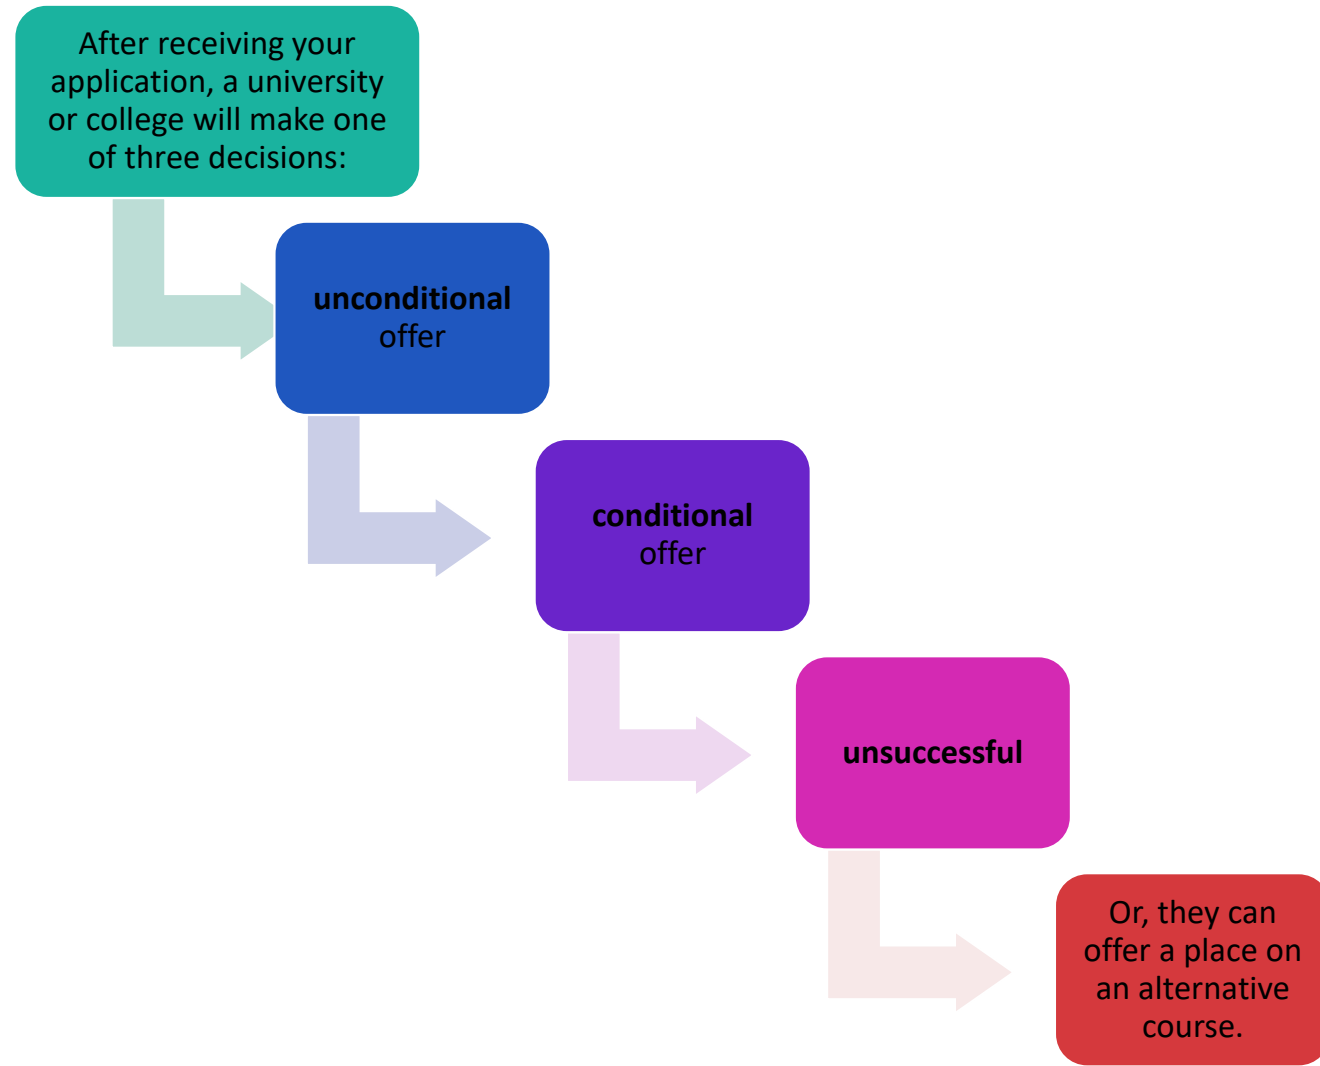 After receiving your
application, a university
or college will make one
of three decisions:
unconditional
offer
conditional
offer
unsuccessful
Or, they can
offer a place on
an alternative
course.